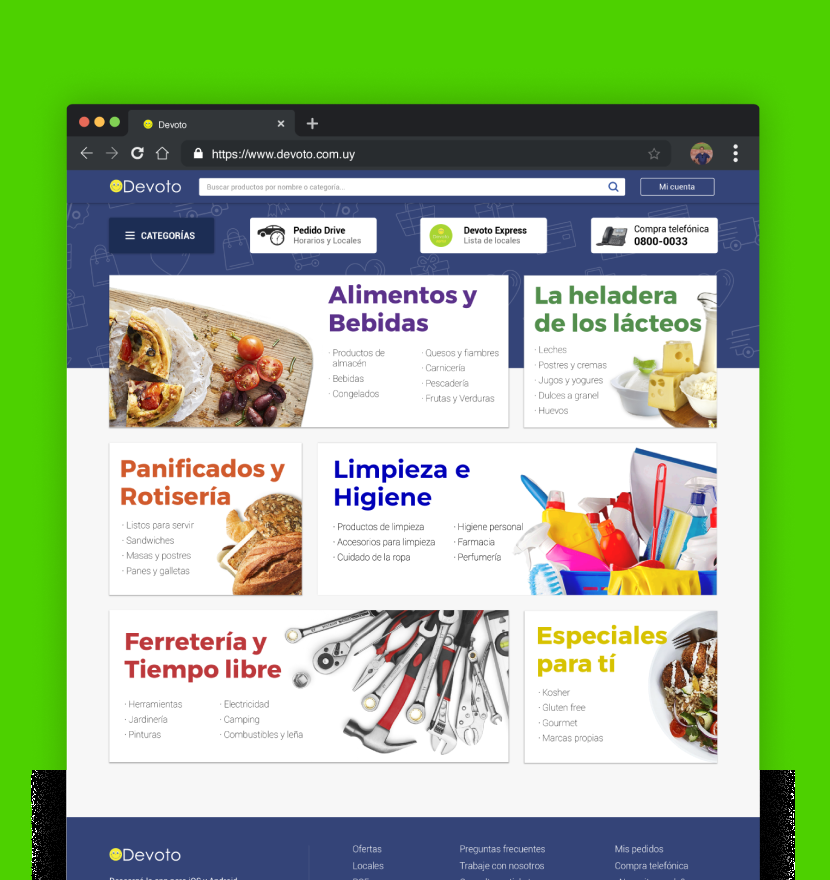 Devoto
https://www.devoto.com.uy
Devoto
Buscar productos por nombre o categoría...
Mi cuenta
CATEGORÍAS
Pedido Drive
Horarios y Locales
Devoto Express
Lista de locales
Compra telefónica
0800-0033
Alimentos y
Bebidas
· Productos de
almacén
· Bebidas
· Congelados
· Quesos y fiambres
· Carnicería
· Pescadería
· Frutas y Verduras
La heladera
de los lácteos
· Leches
· Postres y cremas
· Jugos y yogures
· Dulces a granel
· Huevos
Panificados y
Rotisería
· Listos para servir
· Sandwiches
· Masas y postres
· Panes y galletas
Limpieza e
Higiene
· Productos de limpieza
· Accesorios para limpieza
· Cuidado de la ropa
· Higiene personal
· Farmacia
· Perfumería
Ferretería y
Tiempo libre
· Herramientas
· Jardinería
· Pinturas
· Electricidad
· Camping
· Combustibles y leña
Especiales
para tí
· Kosher
· Gluten free
· Gourmet
· Marcas propias
Devoto
Ofertas
Locales
Preguntas frecuentes
Trabaje con nosotros
Mis pedidos
Compra telefónica